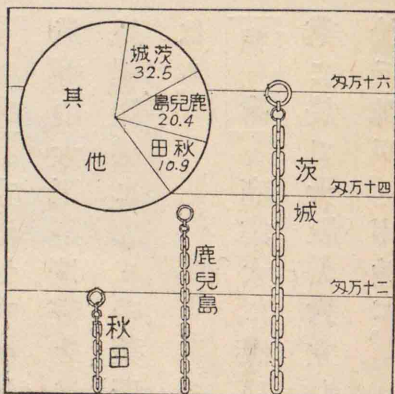 茨城
32.5
鹿兒島
20.4
秋田
10.9
其他
六十万匁
四十万匁
二十万匁
茨城
鹿兒島
秋田